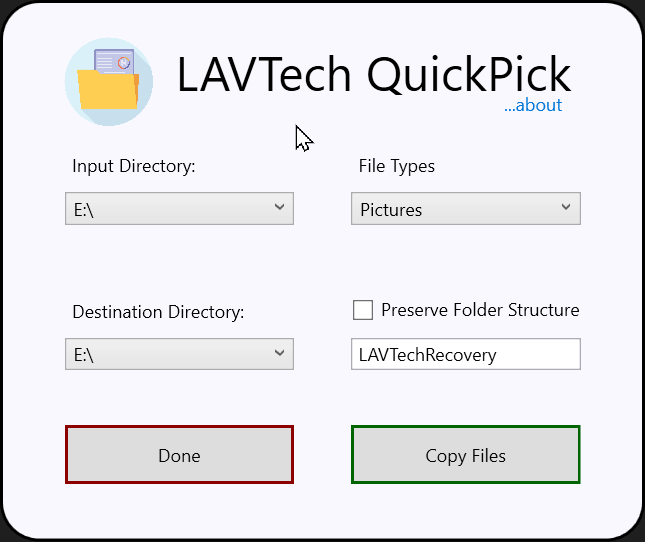 LAVTech QuickPick
...about
Input Directory:
File Types
E:\
Pictures
Destination Directory:
Preserve Folder Structure
E:\
LAVTechRecovery
Done
Copy Files